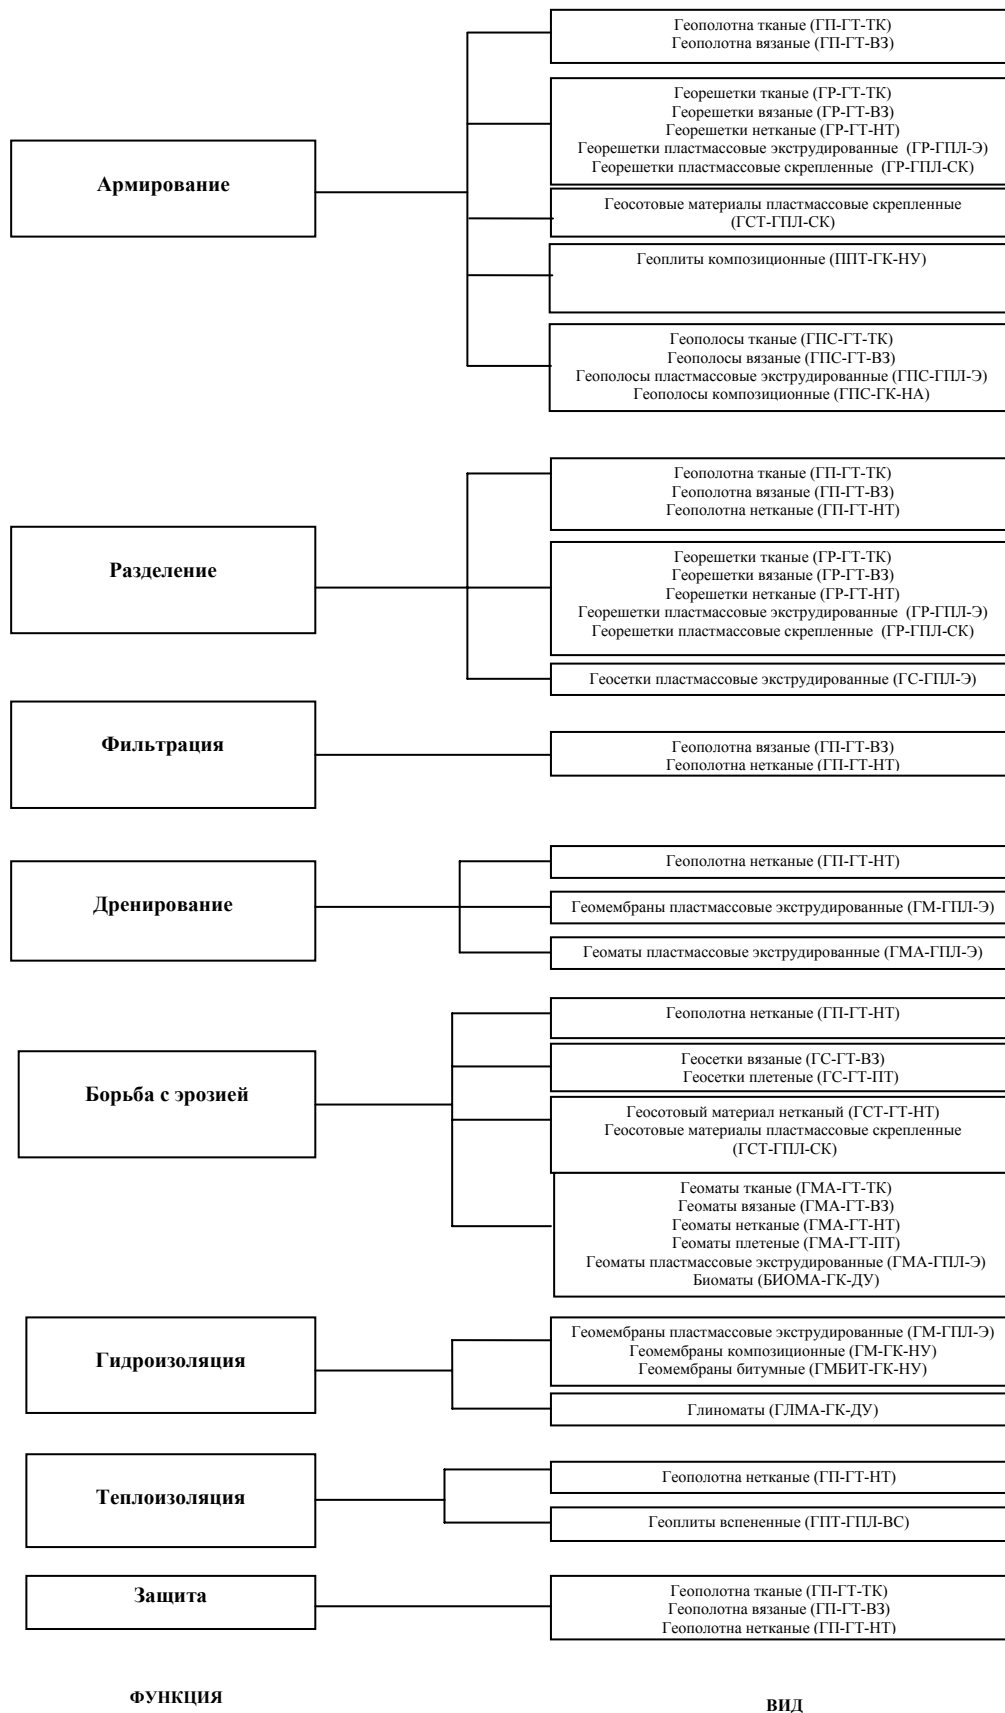 Армирование
Геополотна тканые (ГП-ГТ-ТК)
Геополотна вязаные (ГП-ГТ-ВЗ)
Георешетки тканые (ГР-ГТ-ТК)
Георешетки вязаные (ГР-ГТ-ВЗ)
Георешетки нетканые (ГР-ГТ-НТ)
Георешетки пластмассовые экструдированные (ГР-ГПЛ-Э)
Георешетки пластмассовые скрепленные (ГР-ГПЛ-СК)
Геосотовые материалы пластмассовые скрепленные
(ГСТ-ГПЛ-СК)
Геоплиты композиционные (ППТ-ГК-НУ)
Геополосы тканые (ГПС-ГТ-ТК)
Геополосы вязаные (ГПС-ГТ-ВЗ)
Геополосы пластмассовые экструдированные (ГПС-ГПЛ-Э)
Геополосы композиционные (ГПС-ГК-НА)
Разделение
Геополотна тканые (ГП-ГТ-ТК)
Геополотна вязаные (ГП-ГТ-ВЗ)
Геополотна нетканые (ГП-ГТ-НТ)
Георешетки тканые (ГР-ГТ-ТК)
Георешетки вязаные (ГР-ГТ-ВЗ)
Георешетки нетканые (ГР-ГТ-НТ)
Георешетки пластмассовые экструдированные (ГР-ГПЛ-Э)
Георешетки пластмассовые скрепленные (ГР-ГПЛ-СК)
Геосетки пластмассовые экструдированные (ГС-ГПЛ-Э)
Фильтрация
Геополотна вязаные (ГП-ГТ-ВЗ)
Геополотна нетканые (ГП-ГТ-НТ)
Дренирование
Геополотна нетканые (ГП-ГТ-НТ)
Геомембраны пластмассовые экструдированные (ГМ-ГПЛ-Э)
Геоматы пластмассовые экструдированные (ГМА-ГПЛ-Э)
Борьба с эрозией
Геополотна нетканые (ГП-ГТ-НТ)
Геосетки вязаные (ГС-ГТ-ВЗ)
Геосетки плетеные (ГС-ГТ-ПТ)
Геосотовый материал нетканый (ГСТ-ГТ-НТ)
Геосотовые материалы пластмассовые скрепленные
(ГСТ-ГПЛ-СК)
Геоматы тканые (ГМА-ГТ-ТК)
Геоматы вязаные (ГМА-ГТ-ВЗ)
Геоматы нетканые (ГМА-ГТ-НТ)
Геоматы плетеные (ГМА-ГТ-ПТ)
Геоматы пластмассовые экструдированные (ГМА-ГПЛ-Э)
Биоматы (БИОМА-ГК-ДУ)
Гидроизоляция
Геомембраны пластмассовые экструдированные (ГМ-ГПЛ-Э)
Геомембраны композиционные (ГМ-ГК-НУ)
Геомембраны битумные (ГМБИТ-ГК-НУ)
Глиноматы (ГЛМА-ГК-ДУ)
Теплоизоляция
Геополотна нетканые (ГП-ГТ-НТ)
Геоплиты вспененные (ГПТ-ГПЛ-ВС)
Защита
Геополотна тканые (ГП-ГТ-ТК)
Геополотна вязаные (ГП-ГТ-ВЗ)
Геополотна нетканые (ГП-ГТ-НТ)
ФУНКЦИЯ
ВИД